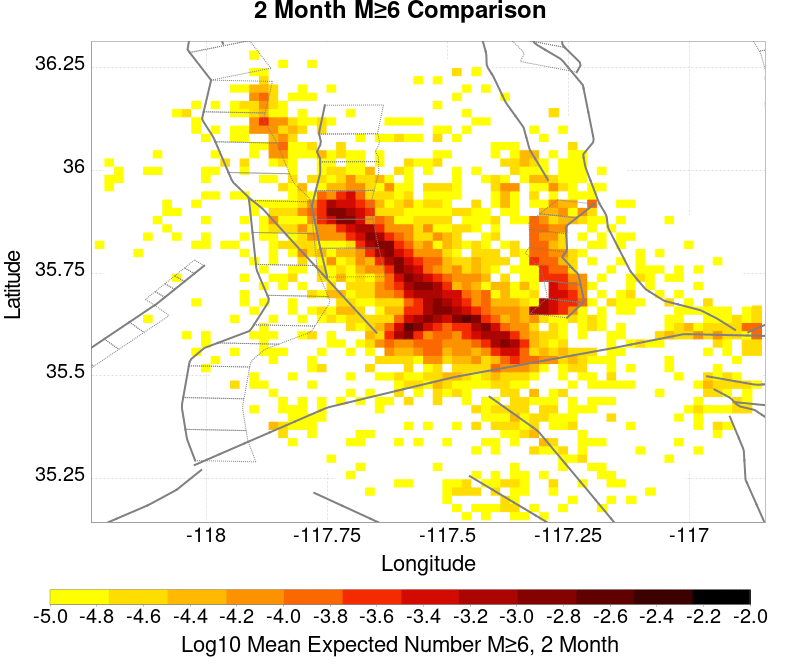 2 Month M≥6 Comparison
36.25
36
35.75
35.5
35.25
Latitude
-118 -117.75 -117.5 -117.25 -117
Longitude
-5.0 -4.8 -4.6 -4.4 -4.2 -4.0 -3.8 -3.6 -3.4 -3.2 -3.0 -2.8 -2.6 -2.4 -2.2 -2.0
Log10 Mean Expected Number M≥6, 2 Month